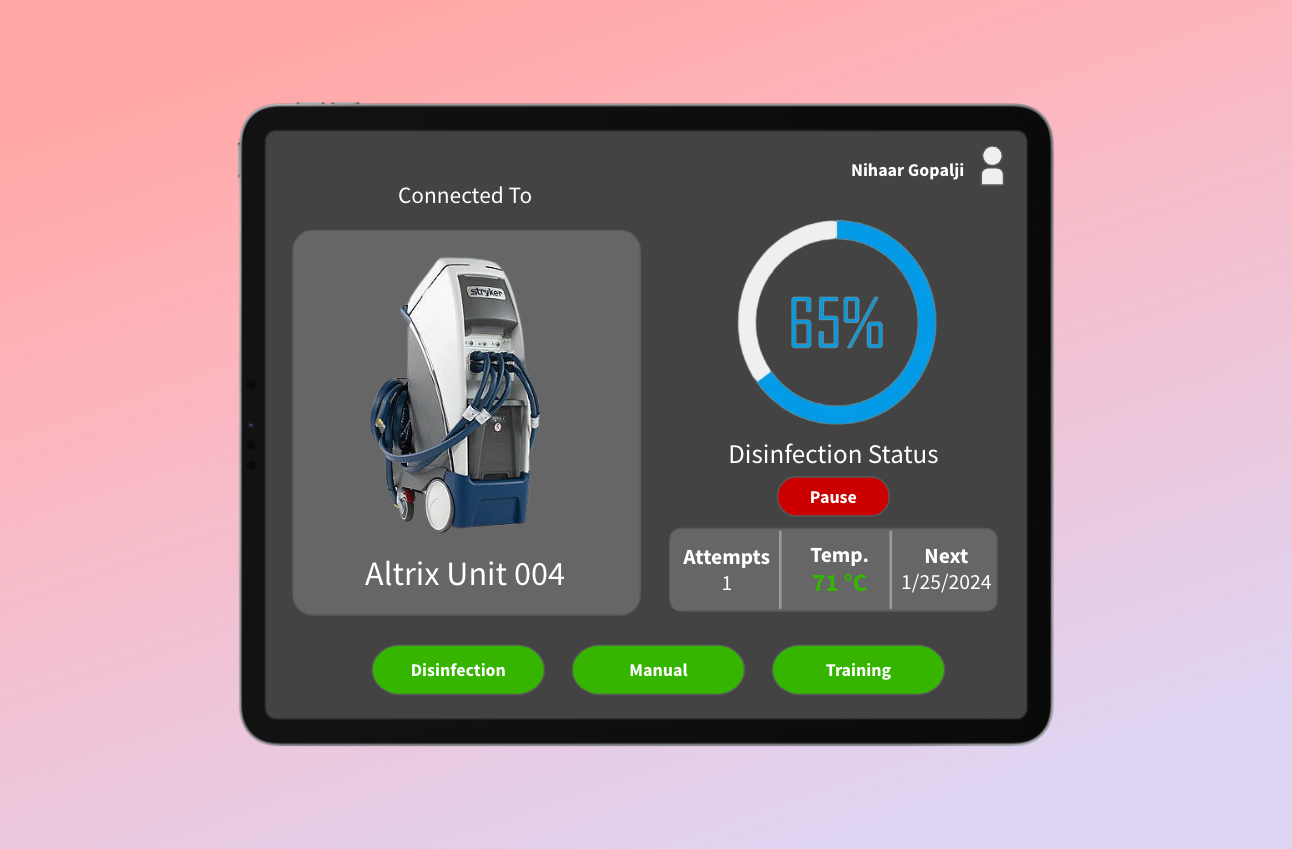 Nihaar Gopalji
Connected To
stryker
65%
Altrix Unit 004
Disinfection Status
Pause
Attempts
1
Temp.
71 °C
Next
1/25/2024
Disinfection
Manual
Training